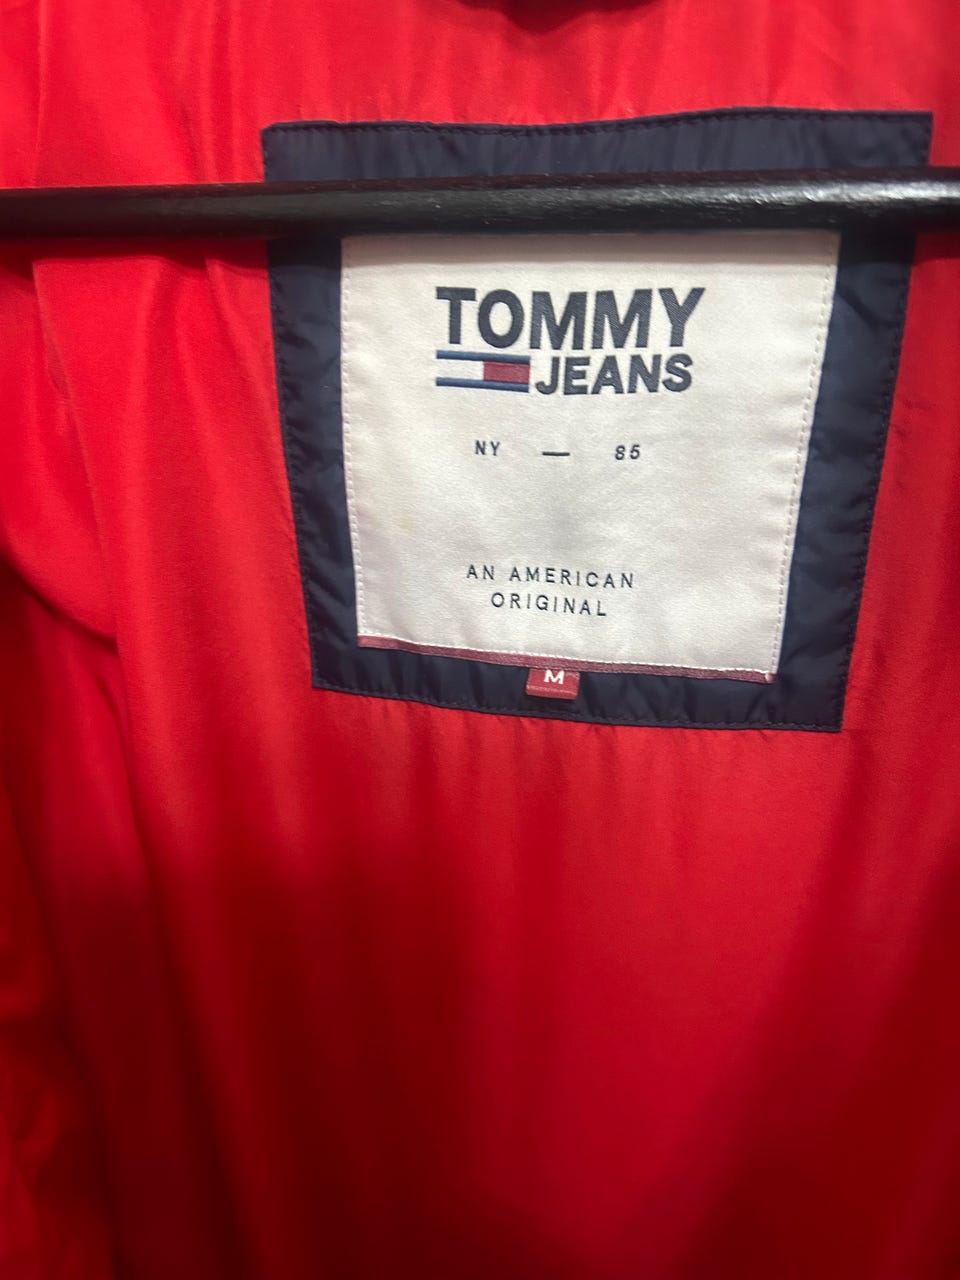 TOMMY
JEANS
NY — 85
AN AMERICAN
ORIGINAL
M